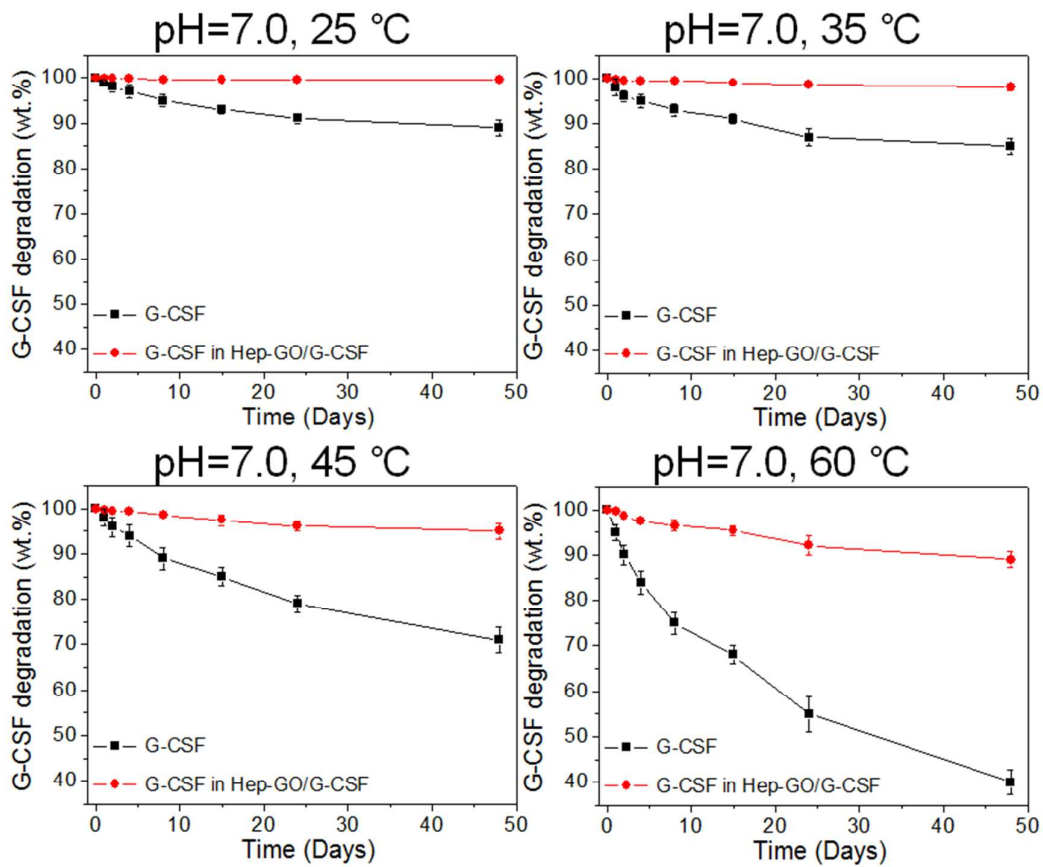 pH=7.0, 25 °C
G-CSF degradation (wt.%)
100
90
80
70
60
50
40
G-CSF
G-CSF in Hep-GO/G-CSF
0 10 20 30 40 50
Time (Days)
pH=7.0, 35 °C
G-CSF degradation (wt.%)
100
90
80
70
60
50
40
G-CSF
G-CSF in Hep-GO/G-CSF
0 10 20 30 40 50
Time (Days)
pH=7.0, 45 °C
G-CSF degradation (wt.%)
100
90
80
70
60
50
40
G-CSF
G-CSF in Hep-GO/G-CSF
0 10 20 30 40 50
Time (Days)
pH=7.0, 60 °C
G-CSF degradation (wt.%)
100
90
80
70
60
50
40
G-CSF
G-CSF in Hep-GO/G-CSF
0 10 20 30 40 50
Time (Days)